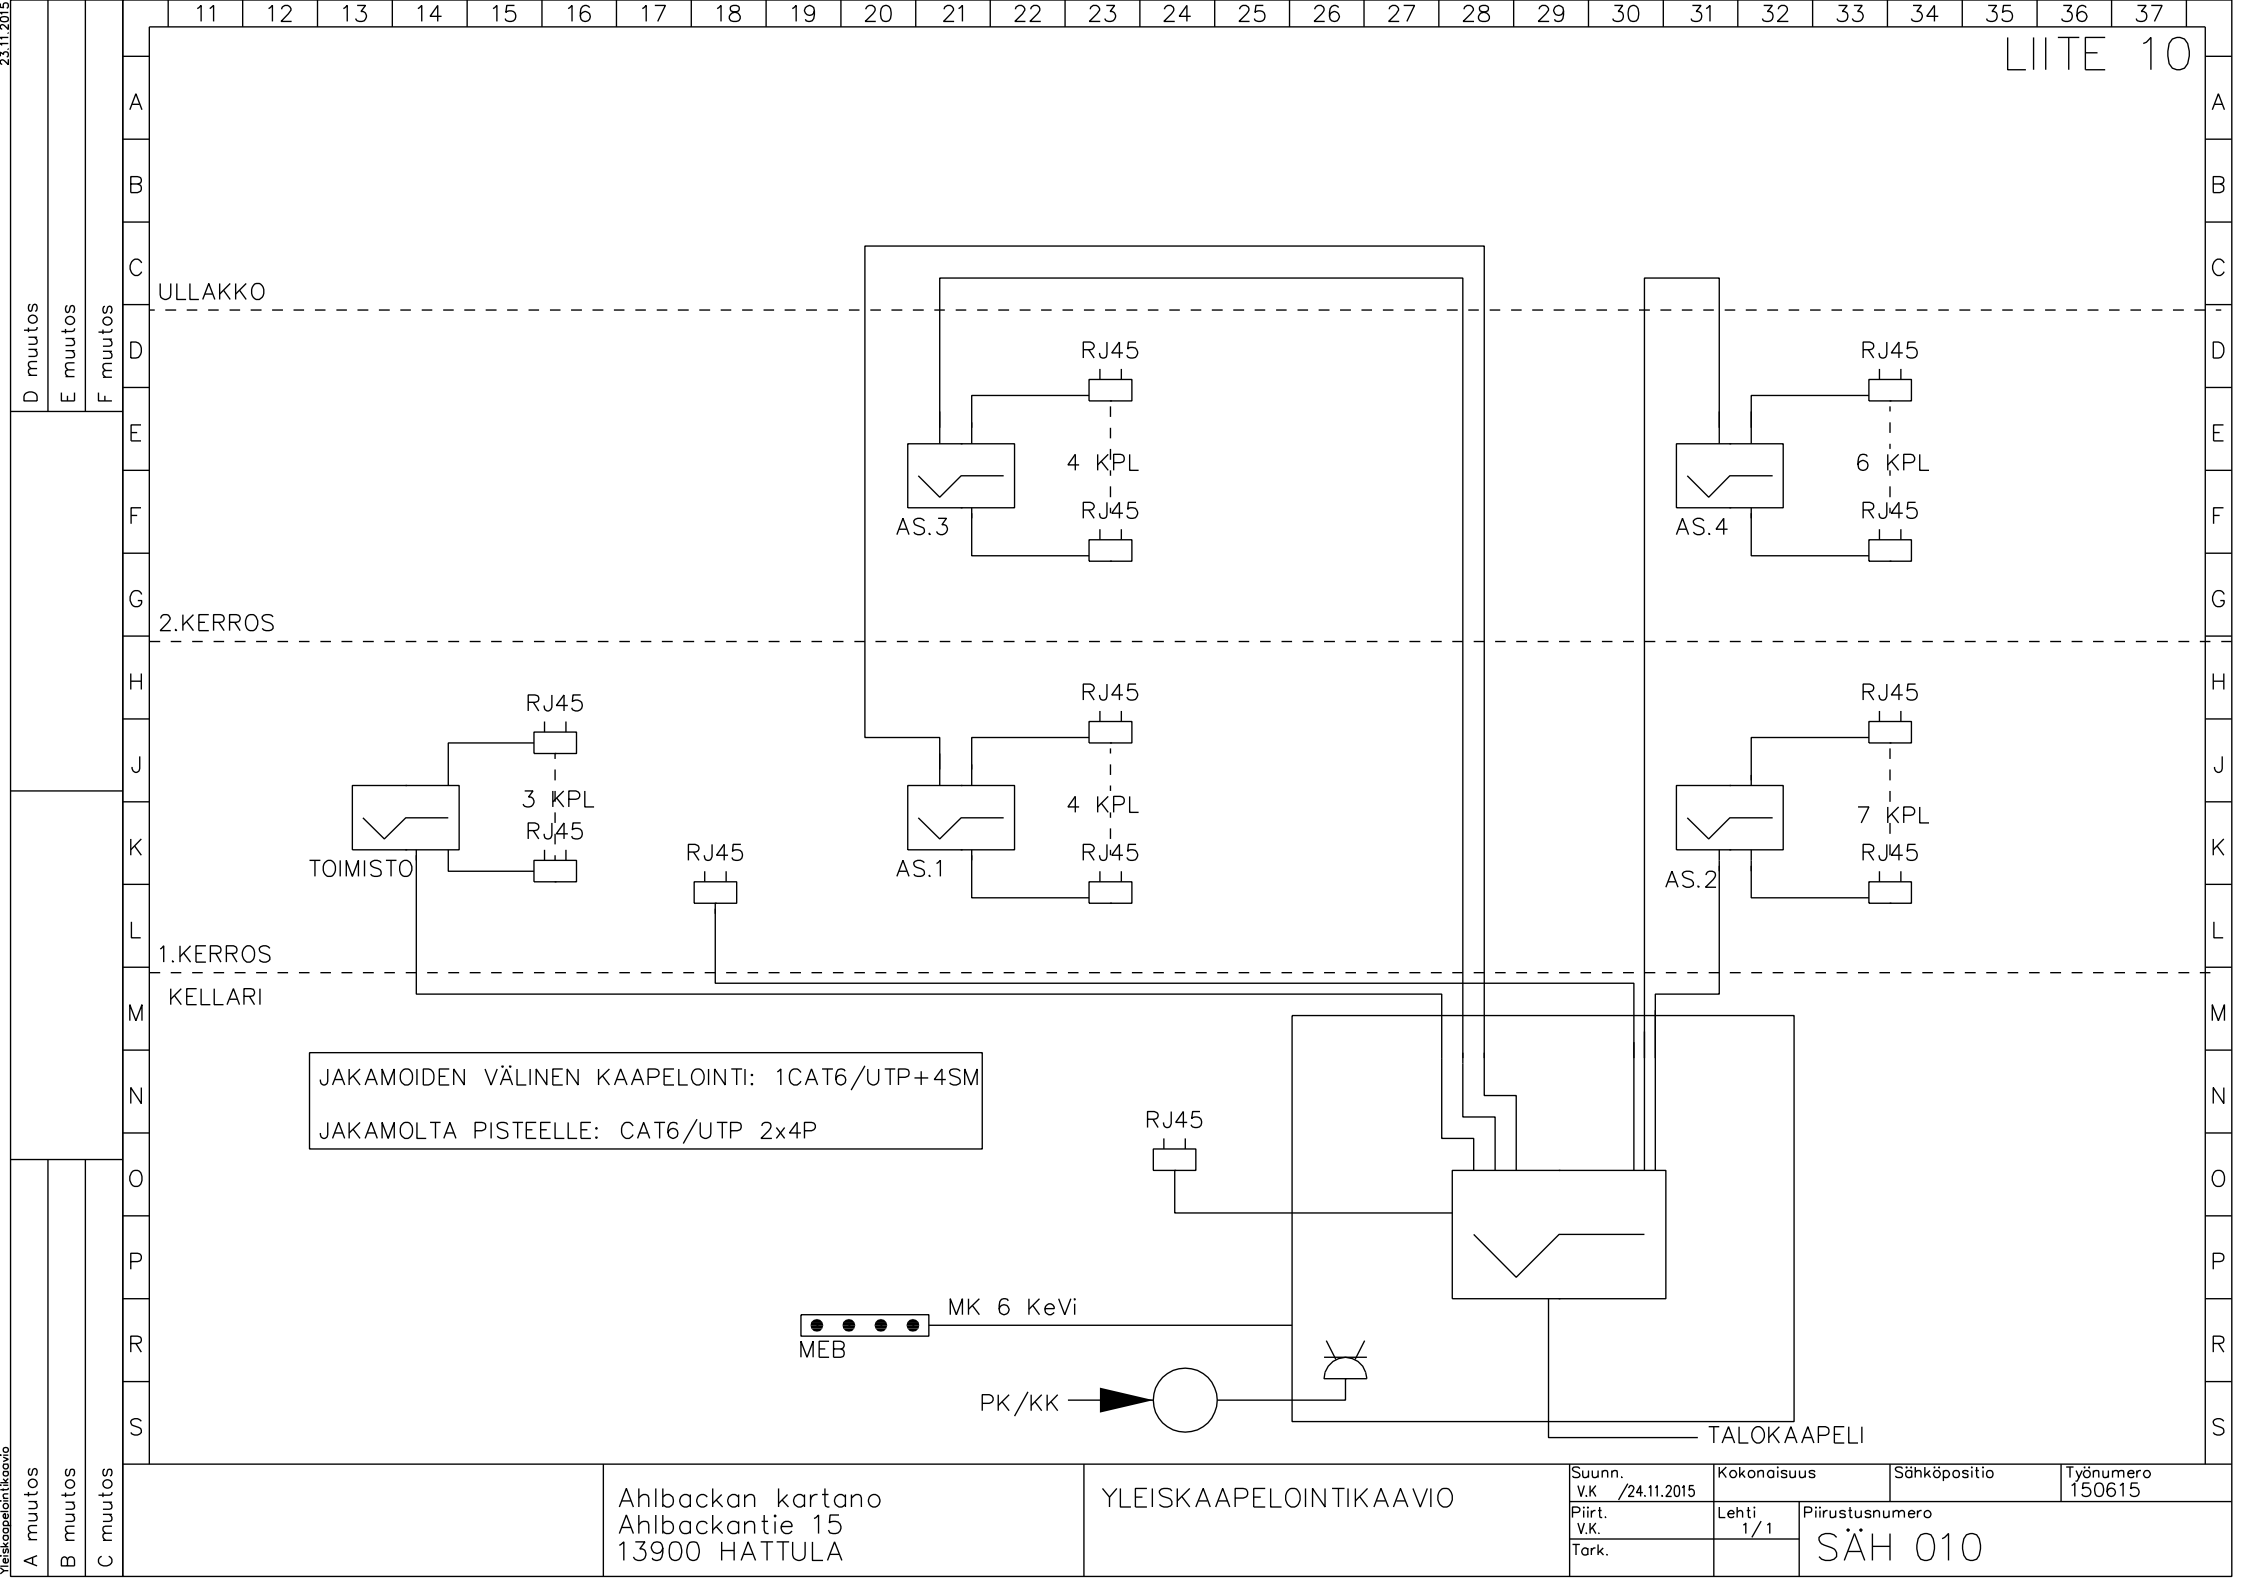 23.11.2015
11 12 13 14 15 16 17 18 19 20 21 22 23 24 25 26 27 28 29 30 31 32 33 34 35 36 37
LIITE 10
A A
B B
C C
ULLAKKO
D muutos
E muutos
F muutos
D D
RJ45 RJ45
E E
4 KPL 6 KPL
RJ45 RJ45
F F
AS.3 AS.4
G G
2.KERROS
H H
RJ45 RJ45 RJ45
J J
3 KPL 4 KPL 7 KPL
RJ45 RJ45 RJ45 RJ45
K K
TOIMISTO AS.1 AS.2
L L
1.KERROS
KELLARI
M M
JAKAMOIDEN VÄLINEN KAAPELOINTI: 1CAT6/UTP+4SM
N N
JAKAMOLTA PISTEELLE: CAT6/UTP 2x4P
RJ45
O O
P P
MK 6 KeVi
MEB
R R
PK/KK
S S
TALOKAAPELI
Yleiskaapelointikaavio
A muutos
B muutos
C muutos
Ahlbackan kartano
Ahlbackantie 15
13900 HATTULA
YLEISKAAPELOINTIKAAVIO
Suunn.
V.K /24.11.2015
Kokonaisuus
Sähköpositio
Työnumero
150615
Piirt.
V.K.
Lehti
1/1
Piirustusnumero
SÄH 010
Tark.